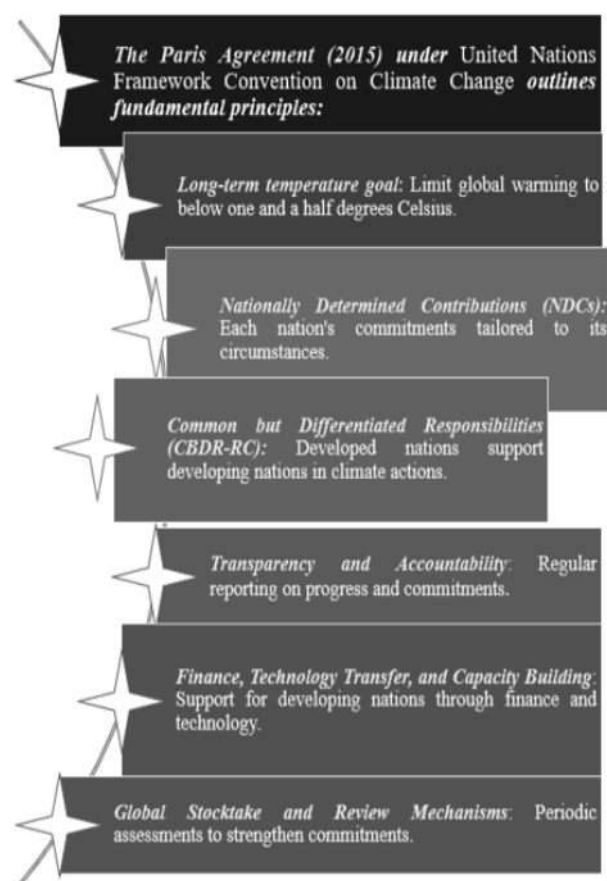 The Paris Agreement (2015) under United Nations
Framework Convention on Climate Change outlines
fundamental principles:
Long-term temperature goal: Limit global warming to
below one and a half degrees Celsius.
Nationally Determined Contributions (NDCs):
Each nation's commitments tailored to its
circumstances.
Common but Differentiated Responsibilities
(CBDR-RC): Developed nations support
developing nations in climate actions.
Transparency and Accountability: Regular
reporting on progress and commitments.
Finance, Technology Transfer, and Capacity Building:
Support for developing nations through finance and
technology.
Global Stocktake and Review Mechanisms: Periodic
assessments to strengthen commitments.